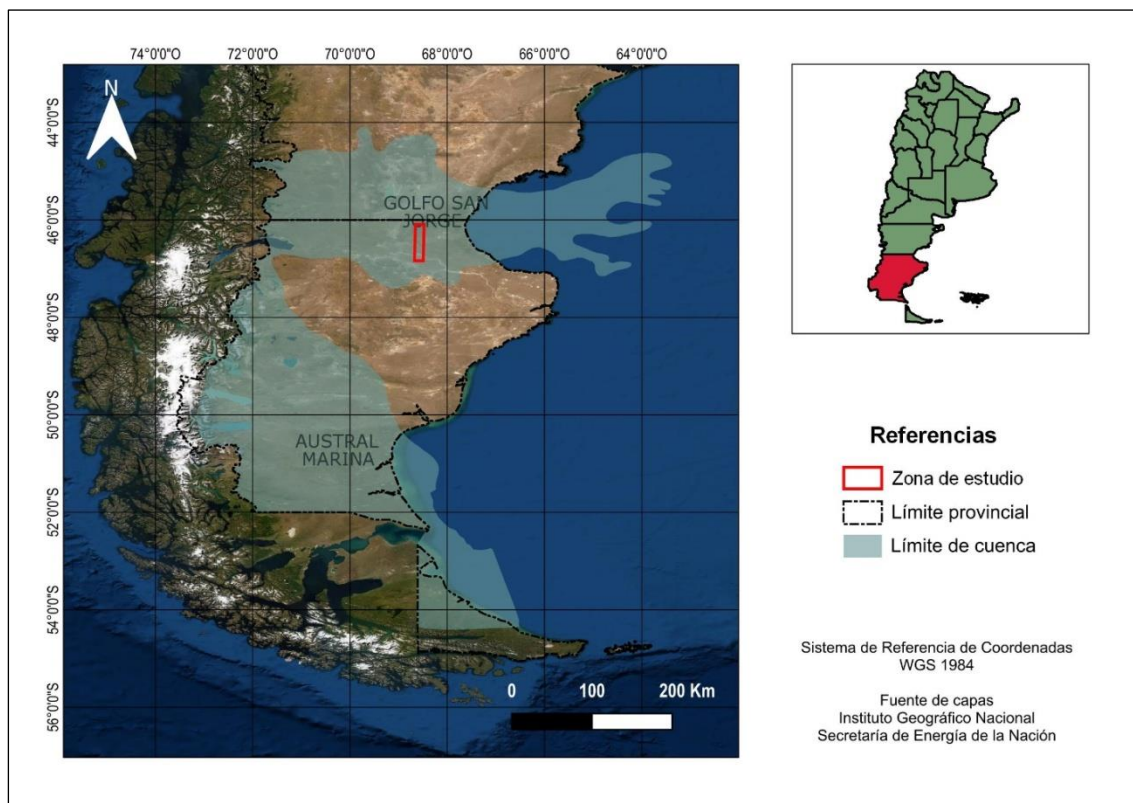 74°0'0"O 72°0'0"O 70°0'0"O 68°0'0"O 66°0'0"O 64°0'0"O
N
44°0'0"S
46°0'0"S
48°0'0"S
50°0'0"S
52°0'0"S
54°0'0"S
56°0'0"S
GOLFO SAN
JORGE
AUSTRAL
MARINA
0 100 200 Km
Referencias
Zona de estudio
Límite provincial
Límite de cuenca
Sistema de Referencia de Coordenadas
WGS 1984
Fuente de capas
Instituto Geográfico Nacional
Secretaría de Energía de la Nación